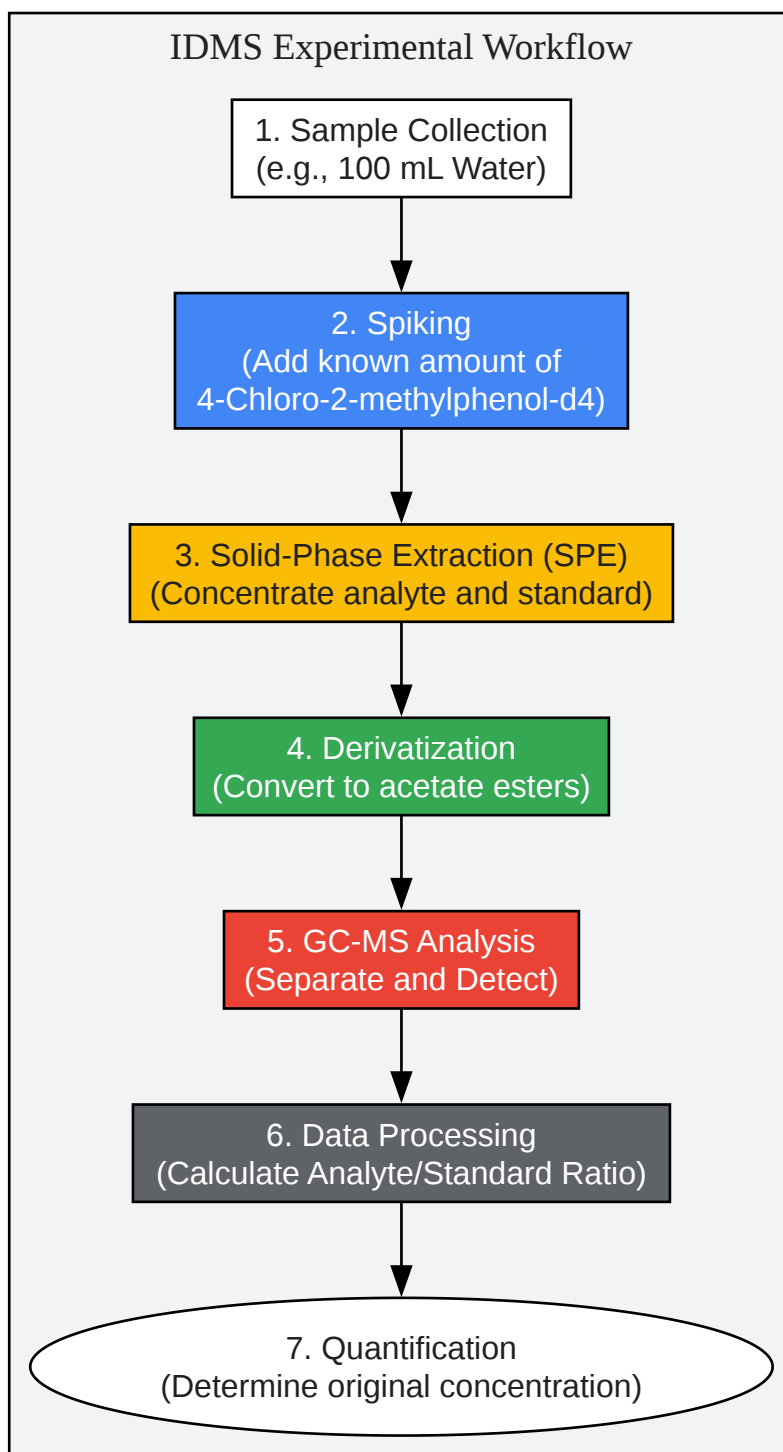 IDMS Experimental Workflow
1. Sample Collection
(e.g., 100 mL Water)
2. Spiking
(Add known amount of
4-Chloro-2-methylphenol-d4)
3. Solid-Phase Extraction (SPE)
(Concentrate analyte and standard)
4. Derivatization
(Convert to acetate esters)
5. GC-MS Analysis
(Separate and Detect)
6. Data Processing
(Calculate Analyte/Standard Ratio)
7. Quantification
(Determine original concentration)